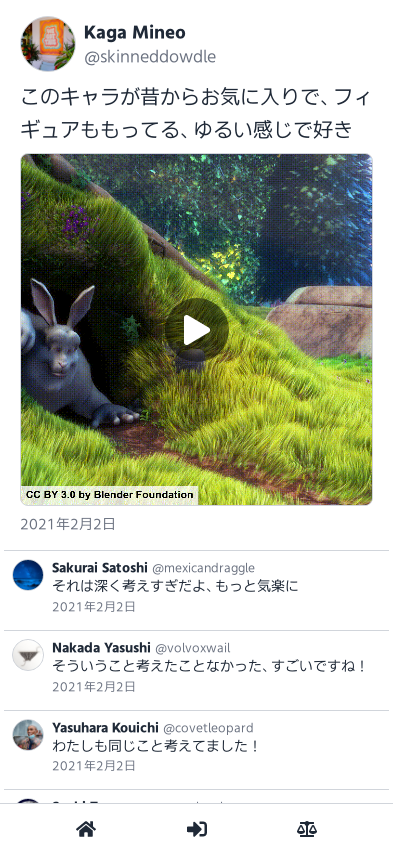 Kaga Mineo
@skinneddowdle
このキャラが昔からお気に入りで、フィ
ギュアももってる、ゆるい感じで好き
CC BY 3.0 by Blender Foundation
2021年2月2日
Sakurai Satoshi @mexicandraggle
それは深く考えすぎだよ、もっと気楽に
2021年2月2日
Nakada Yasushi @volvoxwail
そういうこと考えたことなかった、すごいですね！
2021年2月2日
Yasuhara Kouichi @covetleopard
わたしも同じこと考えてました！
2021年2月2日